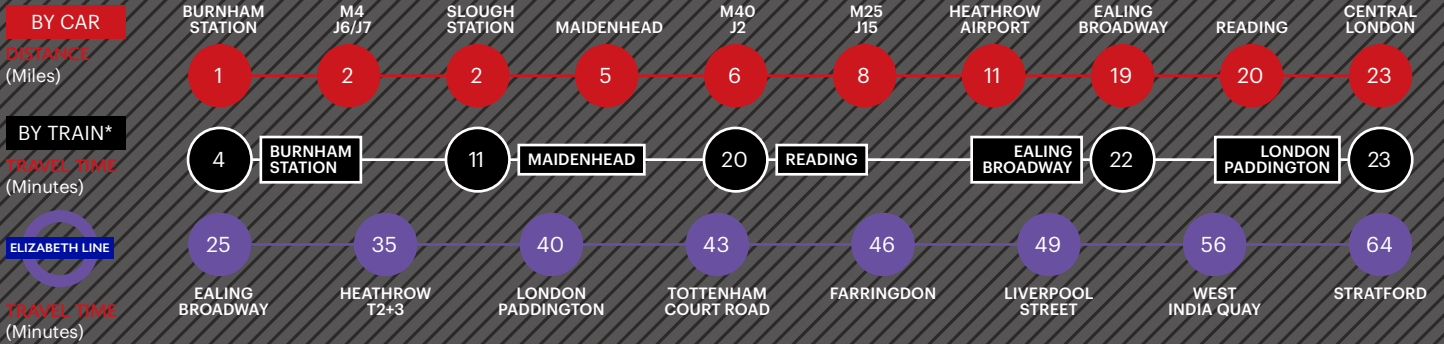 BY CAR
DISTANCE
(Miles)
BURNHAM
STATION
M4
J6/J7
SLOUGH
STATION
MAIDENHEAD
M40
J2
M25
J15
HEATHROW
AIRPORT
EALING
BROADWAY
READING
CENTRAL
LONDON
1
2
2
5
6
8
11
19
20
23
BY TRAIN*
TRAVEL TIME
(Minutes)
4
BURNHAM
STATION
11
MAIDENHEAD
20
READING
EALING
BROADWAY
22
LONDON
PADDINGTON
23
ELIZABETH LINE
TRAVEL TIME
(Minutes)
25
35
40
43
46
49
56
64
EALING
BROADWAY
HEATHROW
T2+3
LONDON
PADDINGTON
TOTTENHAM
COURT ROAD
FARRINGDON
LIVERPOOL
STREET
WEST
INDIA QUAY
STRATFORD